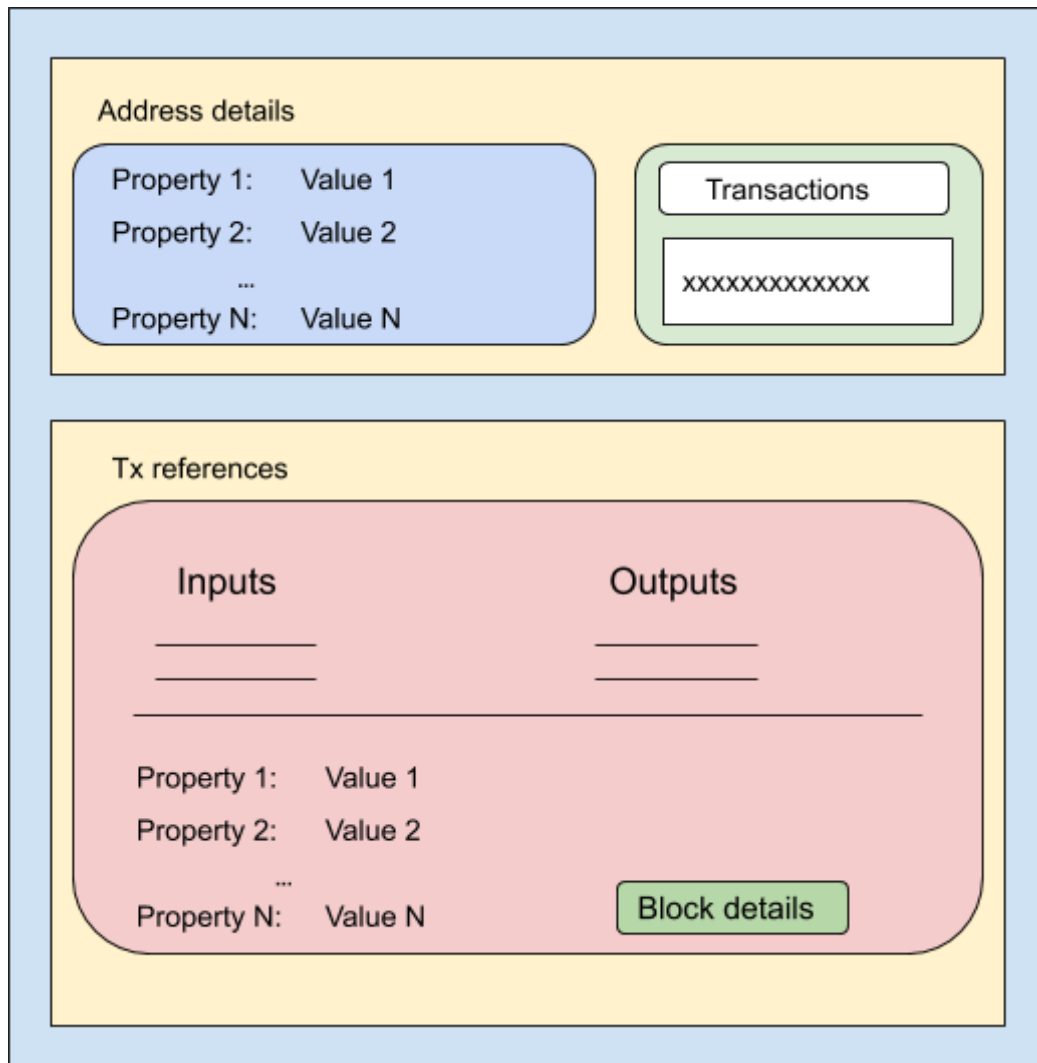 Address details
Property 1: Value 1
Property 2: Value 2
...
Property N: Value N
Transactions
xxxxxxxxxxxxx
Tx references
Inputs Outputs
Property 1: Value 1
Property 2: Value 2
...
Property N: Value N
Block details